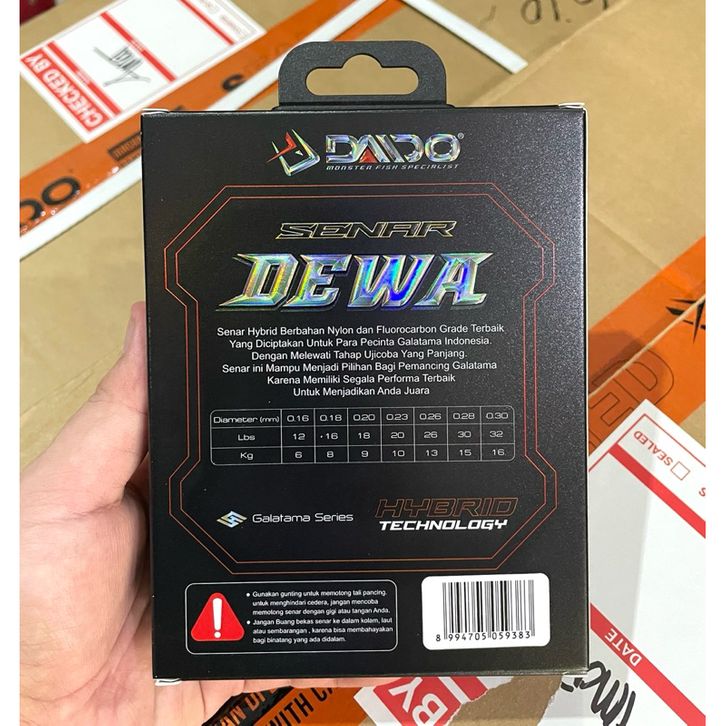 CHECKED BY
DAIDO®
MONSTER FISH SPECIALIST
SENAR
DEWA
Senar Hybrid Berbahan Nylon dan Fluorocarbon Grade Terbaik
Yang Diciptakan Untuk Para Pecinta Galatama Indonesia.
Dengan Melewati Tahap Ujicoba Yang Panjang.
Senar ini Mampu Menjadi Pilihan Bagi Pemancing Galatama
Karena Memiliki Segala Performa Terbaik
Untuk Menjadikan Anda Juara
Diameter (mm) 0.16 0.18 0.20 0.23 0.26 0.28 0.30
Lbs 12 16 18 20 26 30 32
Kg 6 8 9 10 13 15 16
Galatama Series
HYBRID
TECHNOLOGY
• Gunakan gunting untuk memotong tali pancing.
untuk menghindari cedera, jangan mencoba
memotong senar dengan gigi atau tangan Anda.
• Jangan Buang bekas senar ke dalam kolam, laut
atau sembarangan , karena bisa membahayakan
bagi binatang yang ada didalam.
8 994705 059383
SEALED
DATE